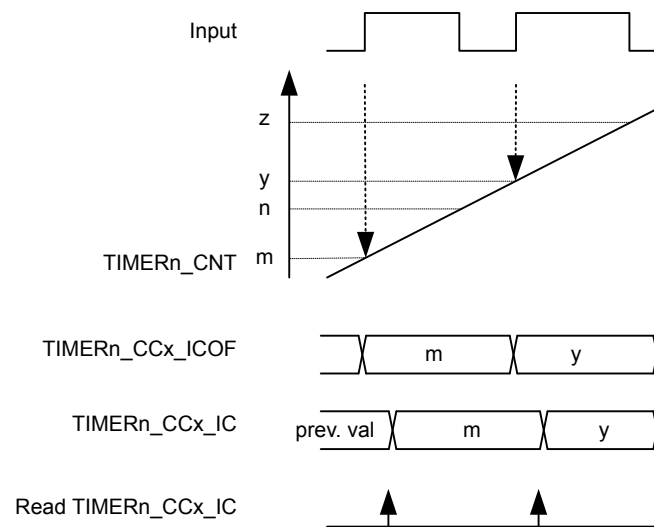 Input
z
y
n
TIMERn_CNT m
TIMERn_CCx_ICOF m y
TIMERn_CCx_IC prev. val m y
Read TIMERn_CCx_IC